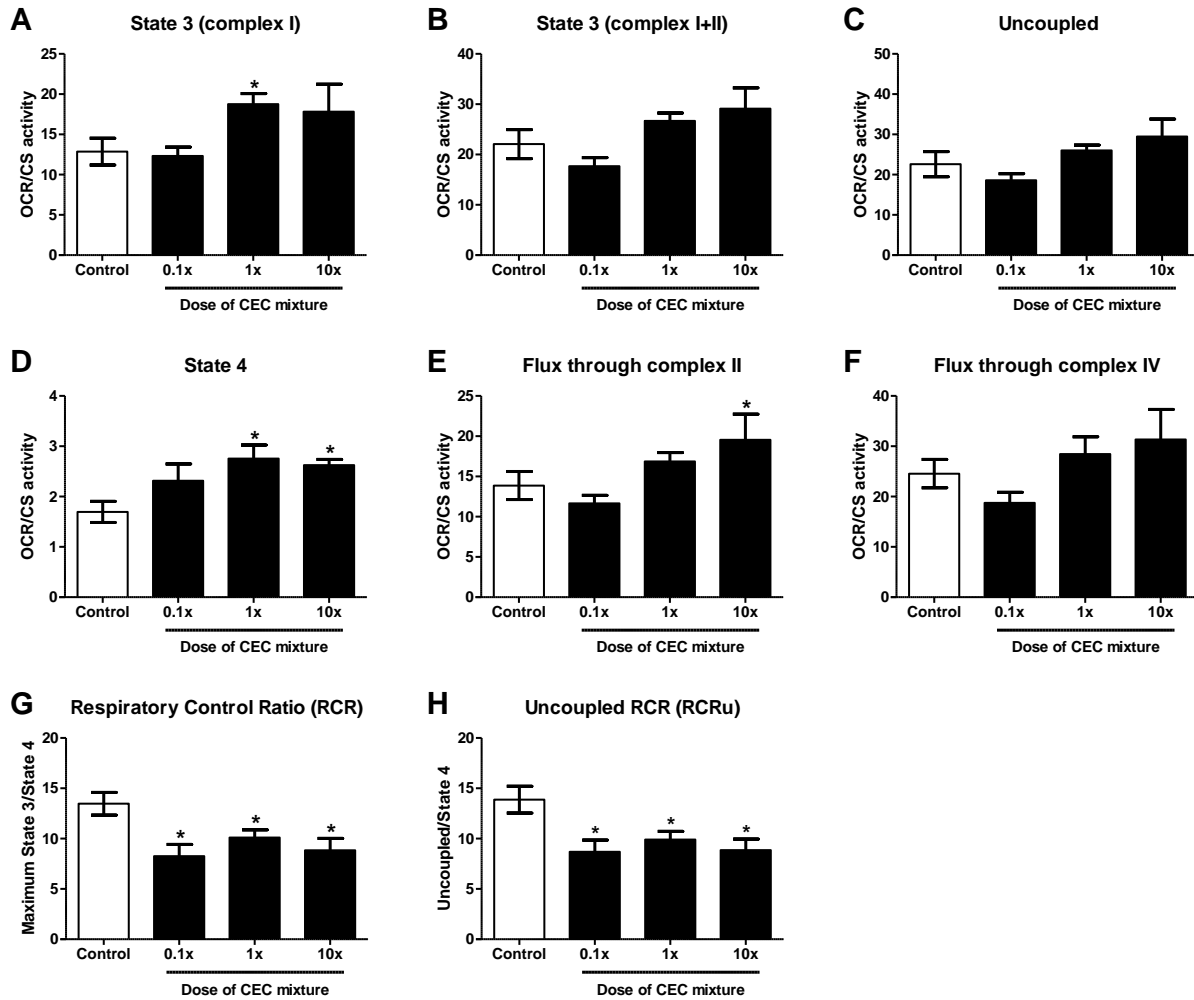 A
State 3 (complex I)
25
20
15
10
5
0
OCR/CS activity
*
Control
0.1x
1x
10x
Dose of CEC mixture
B
State 3 (complex I+II)
40
30
20
10
0
OCR/CS activity
Control
0.1x
1x
10x
Dose of CEC mixture
C
Uncoupled
50
40
30
20
10
0
OCR/CS activity
Control
0.1x
1x
10x
Dose of CEC mixture
D
State 4
4
3
2
1
0
OCR/CS activity
*
*
Control
0.1x
1x
10x
Dose of CEC mixture
E
Flux through complex II
25
20
15
10
5
0
OCR/CS activity
*
Control
0.1x
1x
10x
Dose of CEC mixture
F
Flux through complex IV
40
30
20
10
0
OCR/CS activity
Control
0.1x
1x
10x
Dose of CEC mixture
G
Respiratory Control Ratio (RCR)
20
15
10
5
0
Maximum State 3/State 4
*
*
*
Control
0.1x
1x
10x
Dose of CEC mixture
H
Uncoupled RCR (RCRu)
20
15
10
5
0
Uncoupled/State 4
*
*
*
Control
0.1x
1x
10x
Dose of CEC mixture